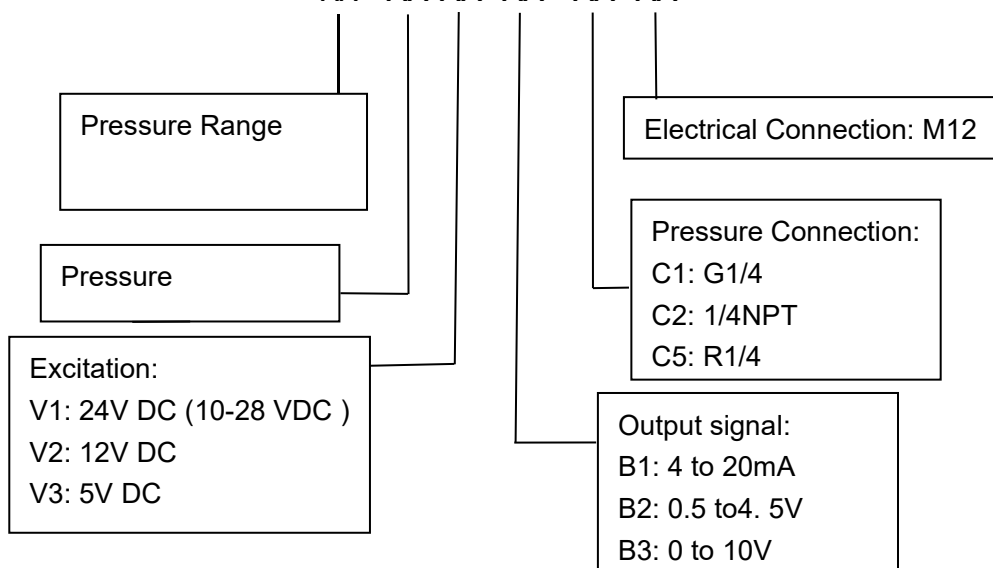 Pressure Range
Electrical Connection: M12
Pressure
Pressure Connection:
C1: G1/4
C2: 1/4NPT
C5: R1/4
Excitation:
V1: 24V DC (10-28 VDC )
V2: 12V DC
V3: 5V DC
Output signal:
B1: 4 to 20mA
B2: 0.5 to4. 5V
B3: 0 to 10V